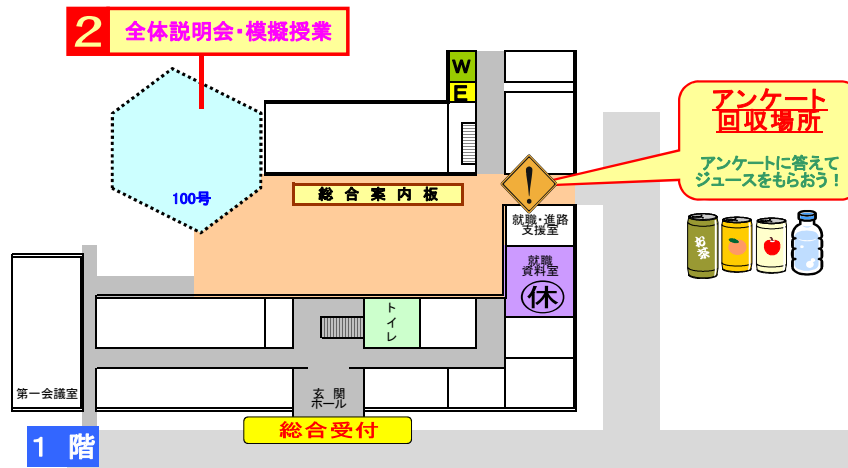 2 全体説明会・模擬授業
W
E
アンケート
回収場所
アンケートに答えて
ジュースをもらおう！
100号
総合案内板
!
就職・進路
支援室
お茶
就職
資料室
休
トイレ
第一会議室
玄関
ホール
総合受付
1 階